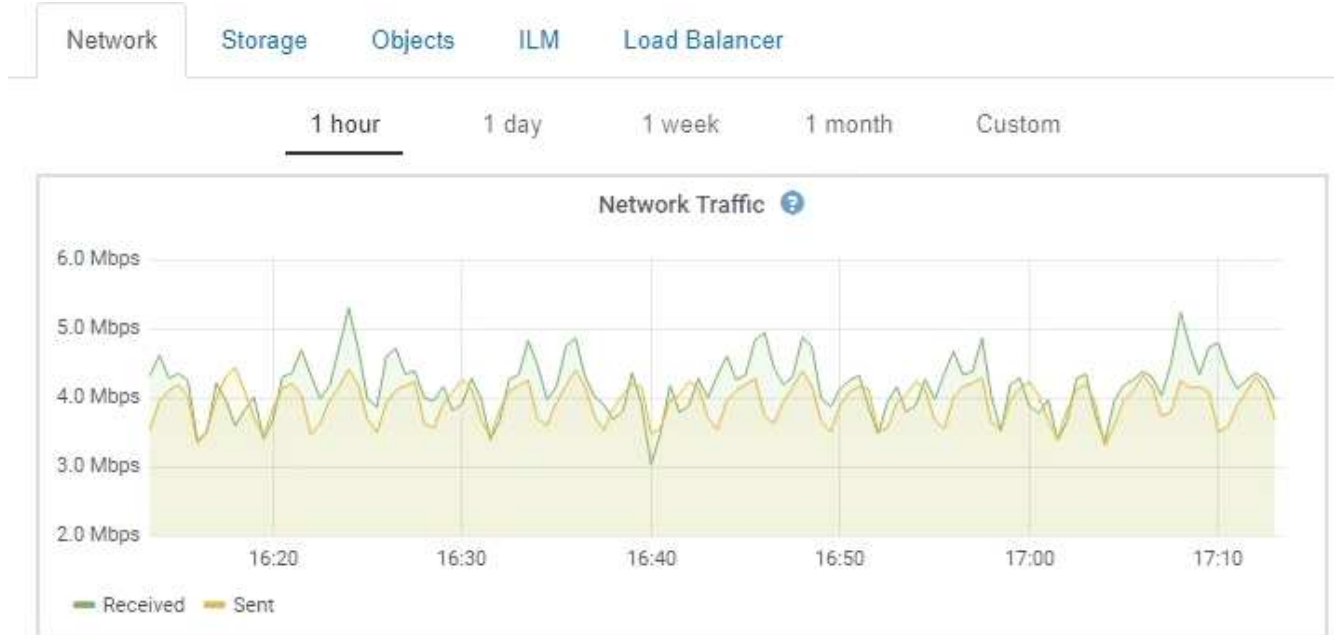 Network Storage Objects ILM Load Balancer
1 hour 1 day 1 week 1 month Custom
Network Traffic ?
6.0 Mbps
5.0 Mbps
4.0 Mbps
3.0 Mbps
2.0 Mbps
16:20 16:30 16:40 16:50 17:00 17:10
Received Sent